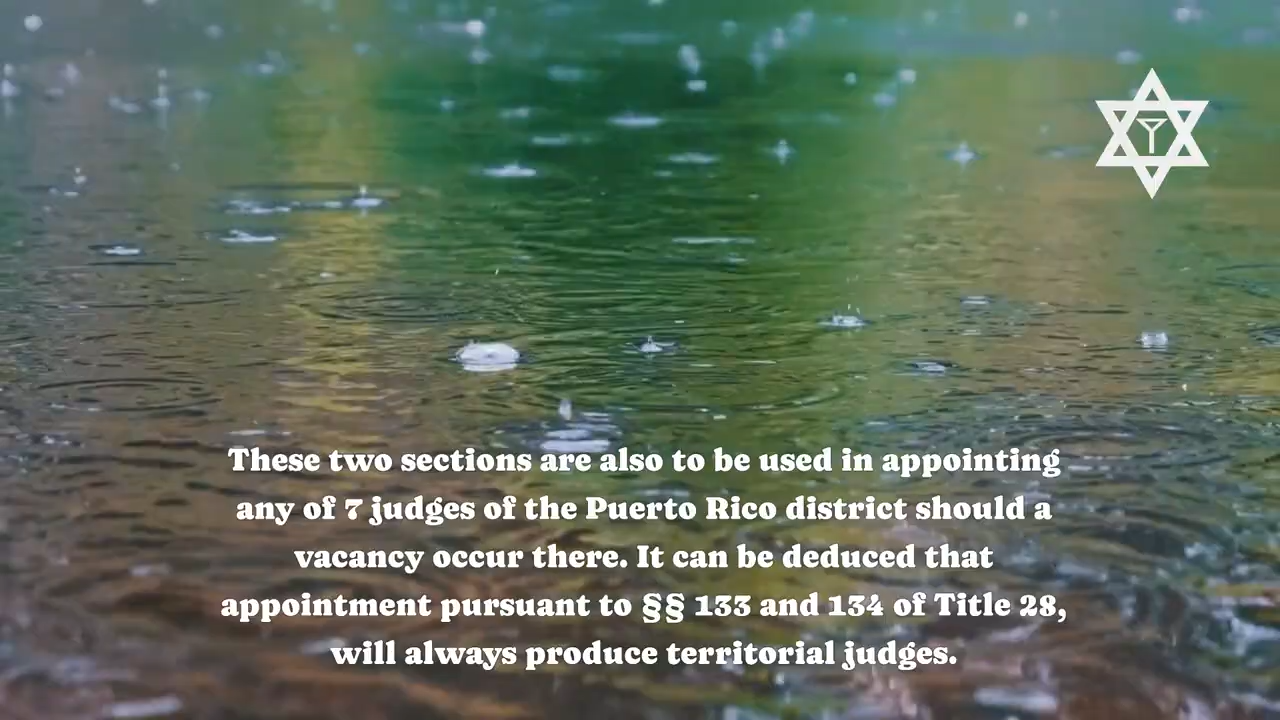 These two sections are also to be used in appointing
any of 7 judges of the Puerto Rico district should a
vacancy occur there. It can be deduced that
appointment pursuant to §§ 133 and 134 of Title 28,
will always produce territorial judges.